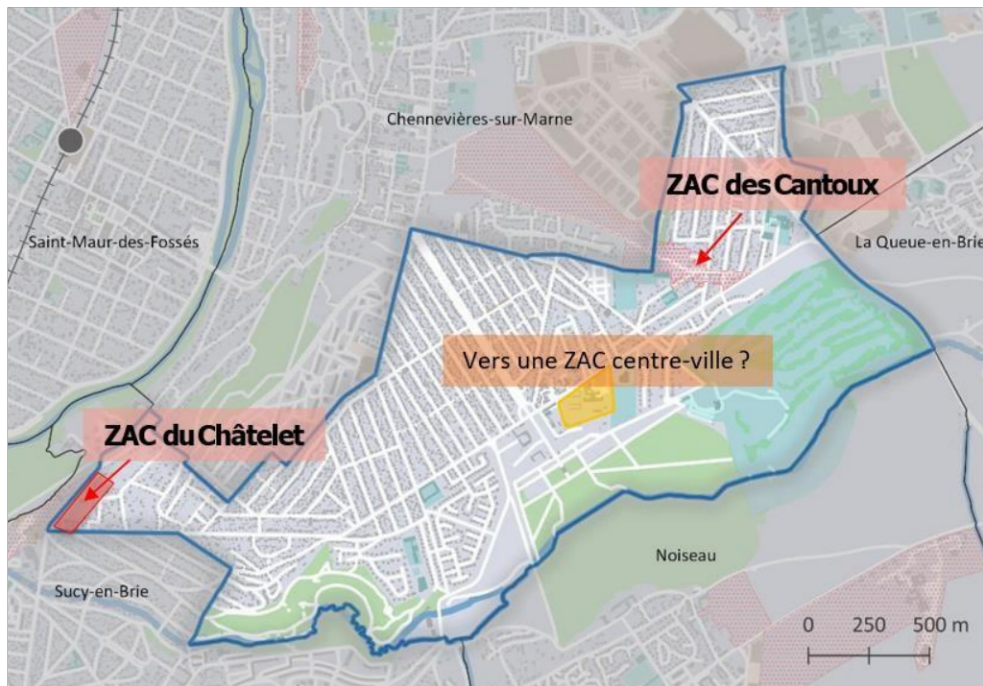 Chennevières-sur-Marne
ZAC des Cantoux
Saint-Maur-des-Fossés
La Queue-en-Brie
Vers une ZAC centre-ville ?
ZAC du Châtelet
Noiseau
Sucy-en-Brie
0 250 500 m